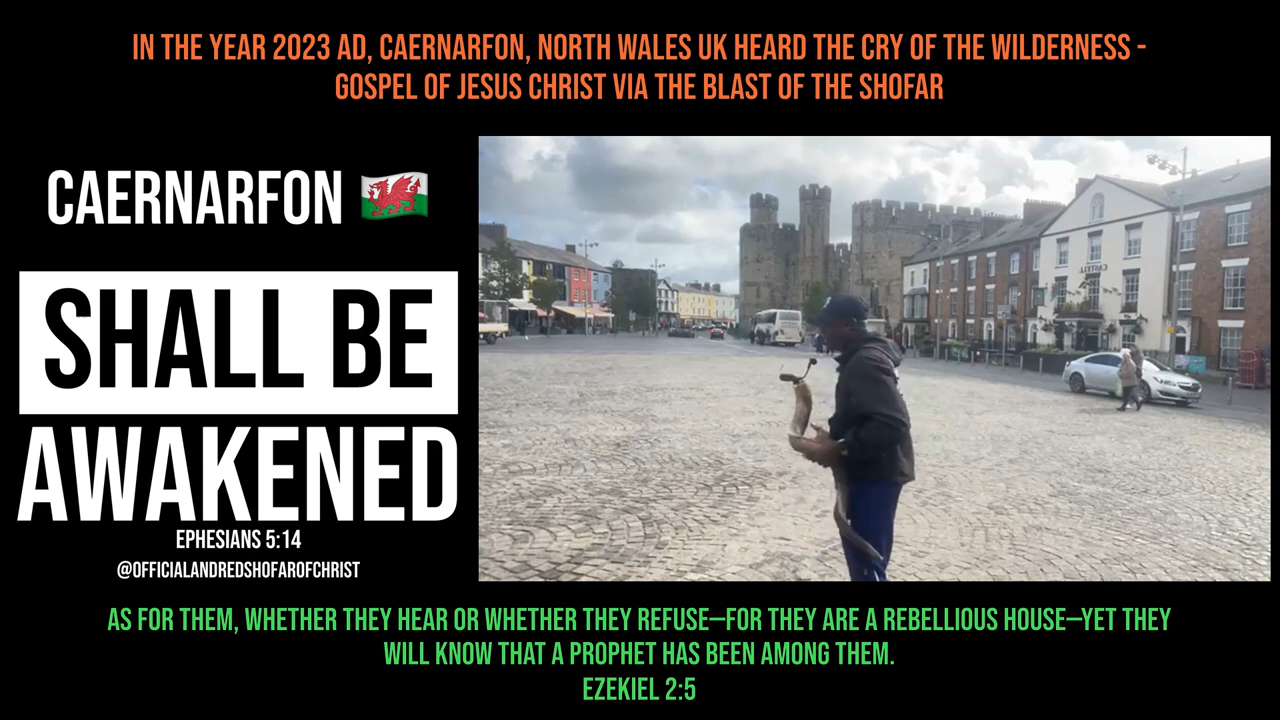 IN THE YEAR 2023 AD, CAERNARFON, NORTH WALES UK HEARD THE CRY OF THE WILDERNESS -
GOSPEL OF JESUS CHRIST VIA THE BLAST OF THE SHOFAR
CAERNARFON
SHALL BE
AWAKENED
EPHESIANS 5:14
@OFFICIALANDREDSHOFAROFCHRIST
CASTELL
AS FOR THEM, WHETHER THEY HEAR OR WHETHER THEY REFUSE—FOR THEY ARE A REBELLIOUS HOUSE—YET THEY
WILL KNOW THAT A PROPHET HAS BEEN AMONG THEM.
EZEKIEL 2:5